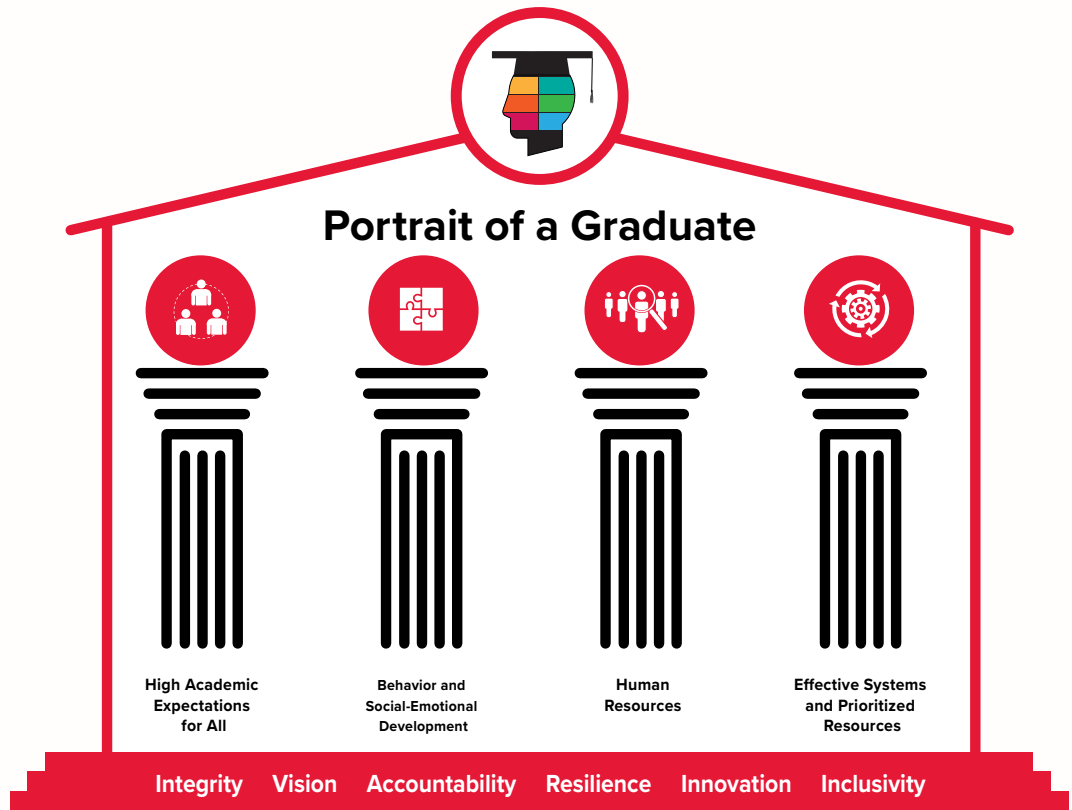 Portrait of a Graduate
High Academic
Expectations
for All
Behavior and
Social-Emotional
Development
Human
Resources
Effective Systems
and Prioritized
Resources
Integrity Vision Accountability Resilience Innovation Inclusivity